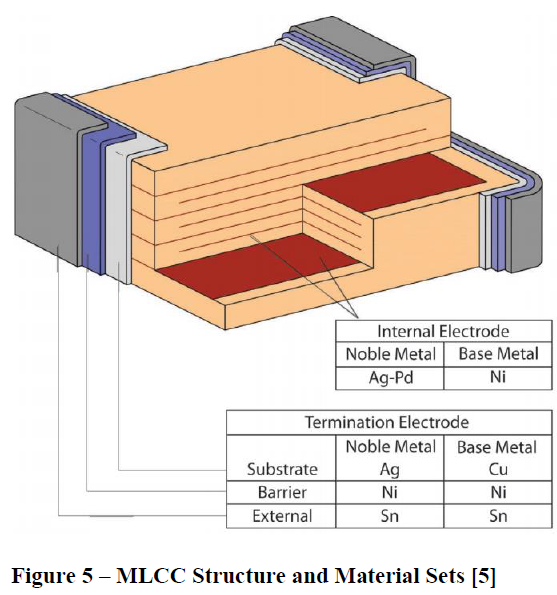 Internal Electrode
Noble Metal Base Metal
Ag-Pd Ni
Termination Electrode
Noble Metal Base Metal
Substrate Ag Cu
Barrier Ni Ni
External Sn Sn
Figure 5 – MLCC Structure and Material Sets [5]